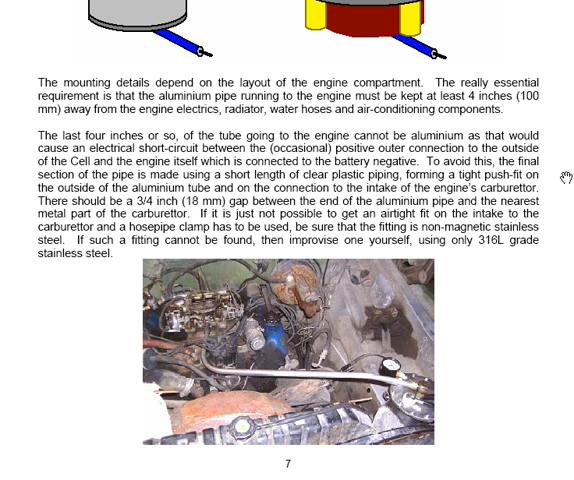 The mounting details depend on the layout of the engine compartment. The really essential
requirement is that the aluminium pipe running to the engine must be kept at least 4 inches (100
mm) away from the engine electrics, radiator, water hoses and air-conditioning components.
The last four inches or so, of the tube going to the engine cannot be aluminium as that would
cause an electrical short-circuit between the (occasional) positive outer connection to the outside
of the Cell and the engine itself which is connected to the battery negative. To avoid this, the final
section of the pipe is made using a short length of clear plastic piping, forming a tight push-fit on
the outside of the aluminium tube and on the connection to the intake of the engine's carburettor.
There should be a 3/4 inch (18 mm) gap between the end of the aluminium pipe and the nearest
metal part of the carburettor. If it is just not possible to get an airtight fit on the intake to the
carburettor and a hosepipe clamp has to be used, be sure that the fitting is non-magnetic stainless
steel. If such a fitting cannot be found, then improvise one yourself, using only 316L grade
stainless steel.
7